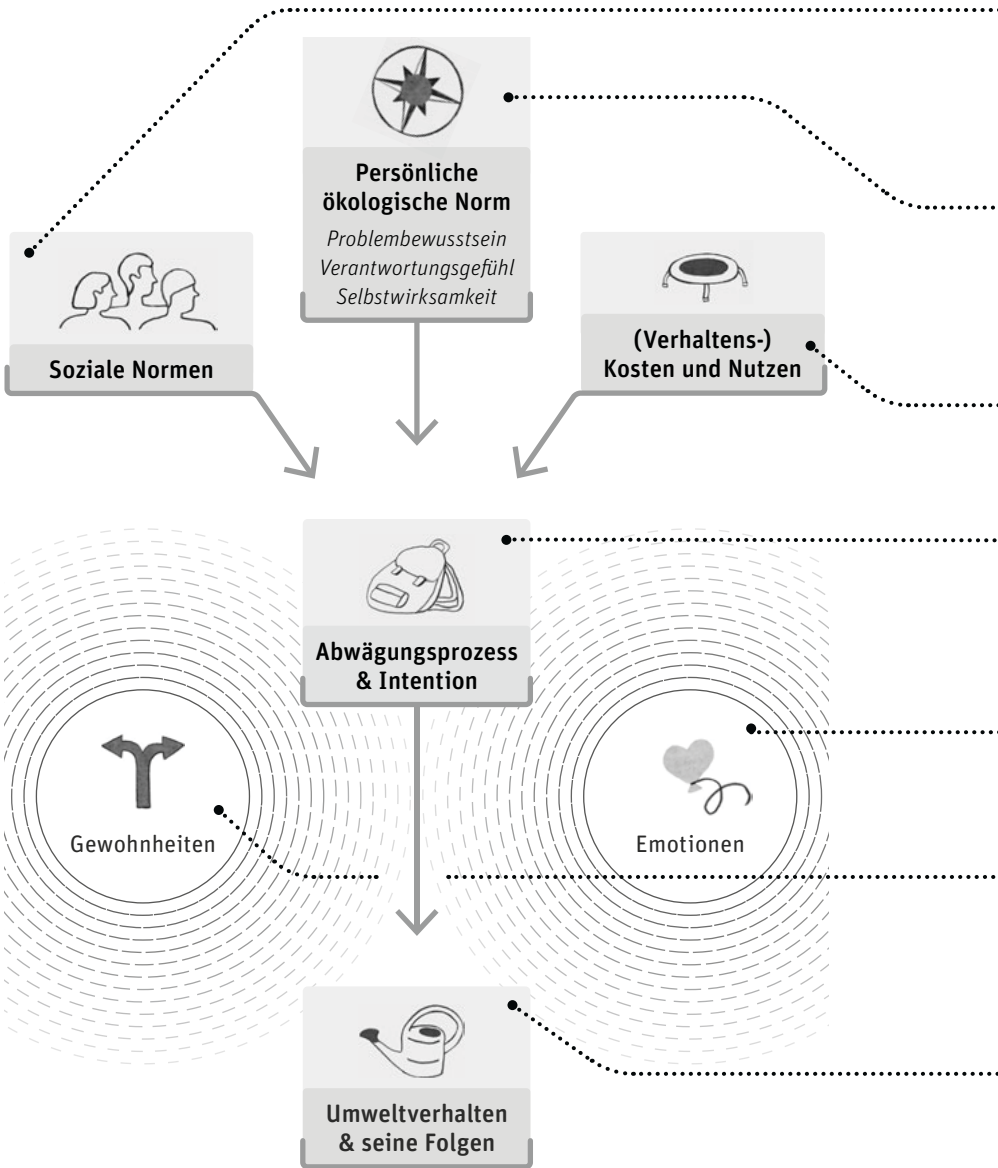 Persönliche
ökologische Norm
Problembewusstsein
Verantwortungsgefühl
Selbstwirksamkeit
Soziale Normen
(Verhaltens-)
Kosten und Nutzen
Abwägungsprozess
& Intention
Gewohnheiten
Emotionen
Umweltverhalten
& seine Folgen